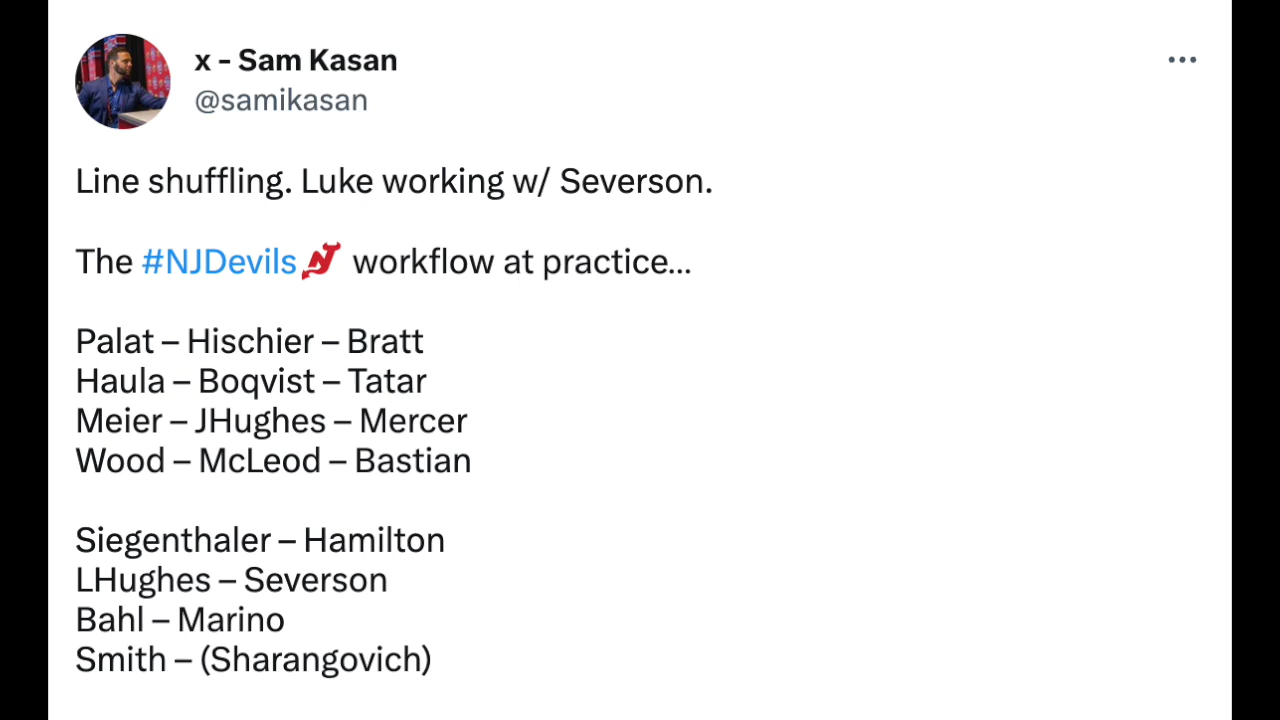 x - Sam Kasan
@samikasan
Line shuffling. Luke working w/ Severson.
The #NJDevils workflow at practice...
Palat – Hischier – Bratt
Haula – Boqvist – Tatar
Meier – JHughes – Mercer
Wood – McLeod – Bastian
Siegenthaler – Hamilton
LHughes – Severson
Bahl – Marino
Smith – (Sharangovich)